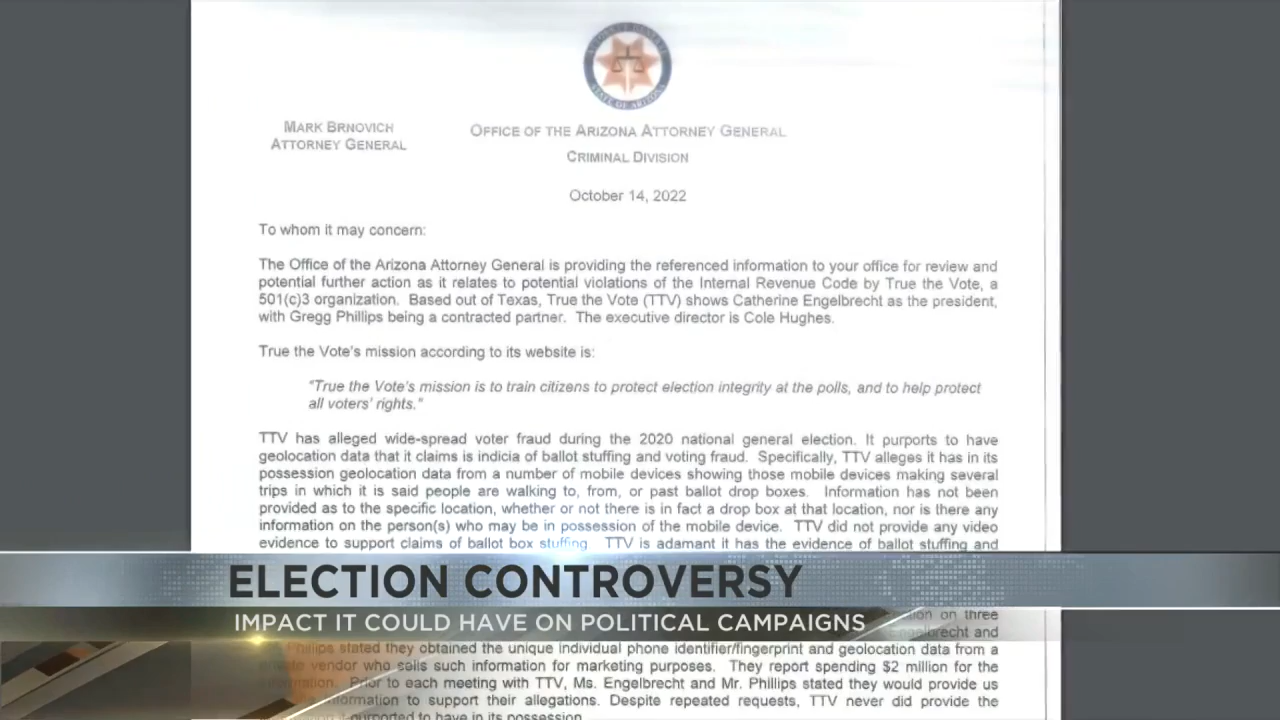 ATTORNEY GENERAL
STATE OF ARIZONA
MARK BRNOVICH
ATTORNEY GENERAL
OFFICE OF THE ARIZONA ATTORNEY GENERAL
CRIMINAL DIVISION
October 14, 2022
To whom it may concern:
The Office of the Arizona Attorney General is providing the referenced information to your office for review and
potential further action as it relates to potential violations of the Internal Revenue Code by True the Vote, a
501(c)3 organization. Based out of Texas, True the Vote (TTV) shows Catherine Engelbrecht as the president,
with Gregg Phillips being a contracted partner. The executive director is Cole Hughes.
True the Vote's mission according to its website is:
"True the Vote's mission is to train citizens to protect election integrity at the polls, and to help protect
all voters' rights."
TTV has alleged wide-spread voter fraud during the 2020 national general election. It purports to have
geolocation data that it claims is indicia of ballot stuffing and voting fraud. Specifically, TTV alleges it has in its
possession geolocation data from a number of mobile devices showing those mobile devices making several
trips in which it is said people are walking to, from, or past ballot drop boxes. Information has not been
provided as to the specific location, whether or not there is in fact a drop box at that location, nor is there any
information on the person(s) who may be in possession of the mobile device. TTV did not provide any video
evidence to support claims of ballot box stuffing TTV is adamant it has the evidence of ballot stuffing and
ELECTION CONTROVERSY
IMPACT IT COULD HAVE ON POLITICAL CAMPAIGNS
on three
and
Phillips stated they obtained the unique individual phone identifier/fingerprint and geolocation data from a
vendor who sells such information for marketing purposes. They report spending $2 million for the
Prior to each meeting with TTV, Ms. Engelbrecht and Mr. Phillips stated they would provide us
information to support their allegations. Despite repeated requests, TTV never did provide the
purported to have in its possession.